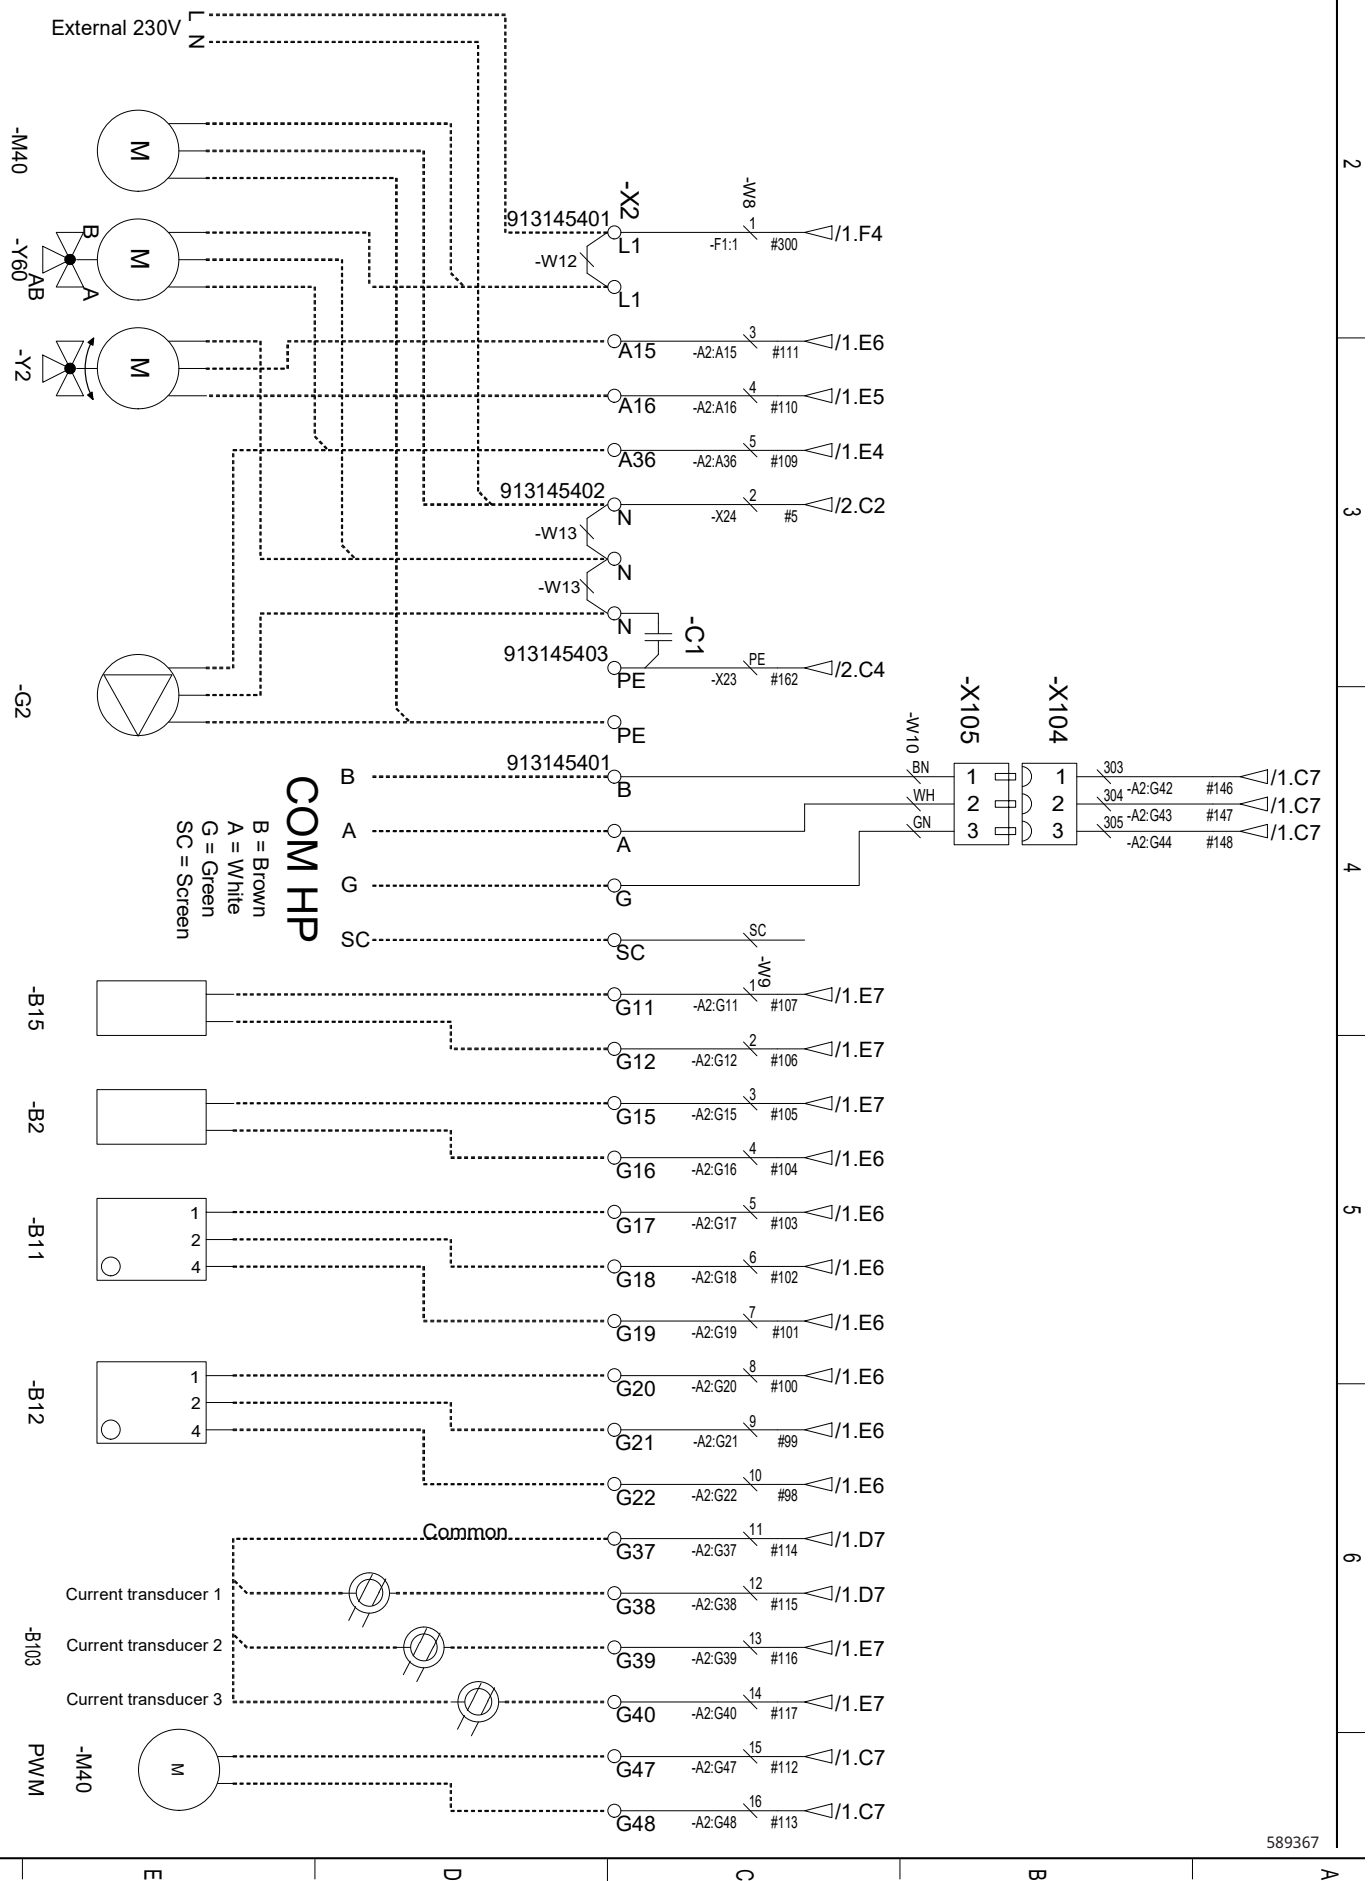 External 230V
L
N
-M40
M
-Y60
B
A
AB
M
-Y2
M
-G2
-X2
-W8
913145401
L1
1
-F1:1
#300
/1.F4
-W12
L1
A15
3
-A2:A15
#111
/1.E6
A16
4
-A2:A16
#110
/1.E5
A36
5
-A2:A36
#109
/1.E4
913145402
N
2
-X24
#5
/2.C2
-W13
N
-W13
N
-C1
913145403
PE
PE
-X23
#162
/2.C4
PE
-X105
-X104
-W10
B
913145401
B
BN
1
1
303
-A2:G42
#146
/1.C7
A
A
WH
2
2
304
-A2:G43
#147
/1.C7
G
G
GN
3
3
305
-A2:G44
#148
/1.C7
SC
SC
SC
COM HP
B = Brown
A = White
G = Green
SC = Screen
-W9
-B15
G11
1
-A2:G11
#107
/1.E7
G12
2
-A2:G12
#106
/1.E7
-B2
G15
3
-A2:G15
#105
/1.E7
G16
4
-A2:G16
#104
/1.E6
-B11
1
2
4
G17
5
-A2:G17
#103
/1.E6
G18
6
-A2:G18
#102
/1.E6
G19
7
-A2:G19
#101
/1.E6
-B12
1
2
4
G20
8
-A2:G20
#100
/1.E6
G21
9
-A2:G21
#99
/1.E6
G22
10
-A2:G22
#98
/1.E6
Common
G37
11
-A2:G37
#114
/1.D7
-B103
Current transducer 1
G38
12
-A2:G38
#115
/1.D7
Current transducer 2
G39
13
-A2:G39
#116
/1.E7
Current transducer 3
G40
14
-A2:G40
#117
/1.E7
PWM
-M40
M
G47
15
-A2:G47
#112
/1.C7
G48
16
-A2:G48
#113
/1.C7
2
3
4
5
6
589367
E
D
C
B
A